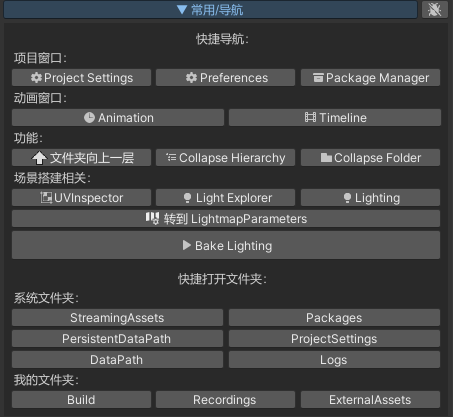 ▼ 常用/导航
快捷导航：
项目窗口：
Project Settings Preferences Package Manager
动画窗口：
Animation Timeline
功能：
文件夹向上一层 Collapse Hierarchy Collapse Folder
场景搭建相关：
UVInspector Light Explorer Lighting
转到 LightmapParameters
Bake Lighting
快捷打开文件夹：
系统文件夹：
StreamingAssets Packages
PersistentDataPath ProjectSettings
DataPath Logs
我的文件夹：
Build Recordings ExternalAssets